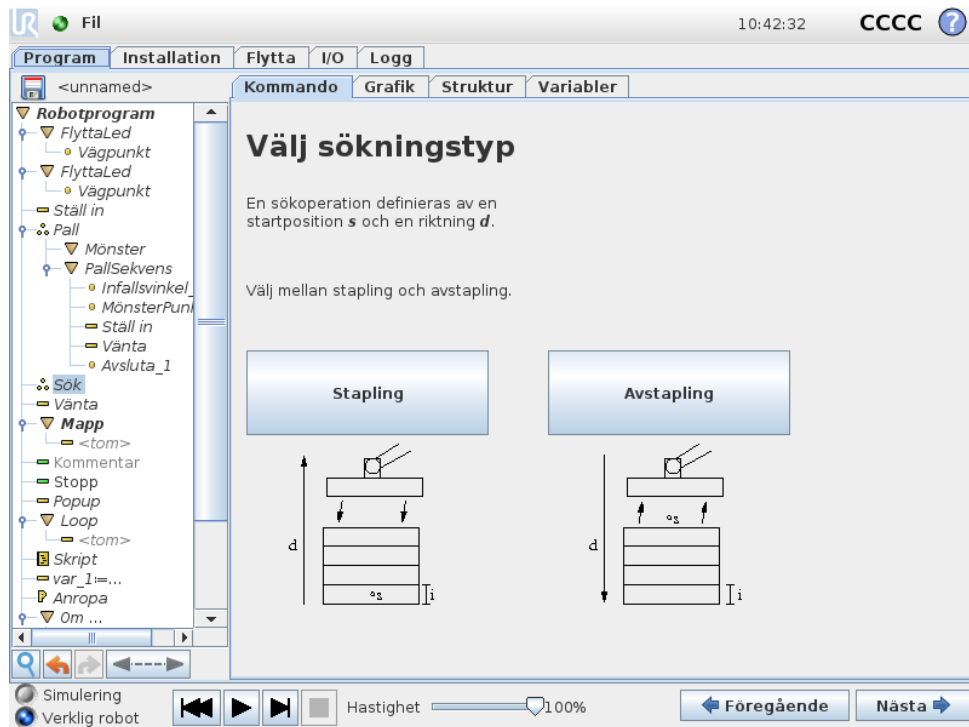 UR Fil 10:42:32 CCCC ?
Program Installation Flytta I/O Logg
<unnamed>
Kommando Grafik Struktur Variabler
Robotprogram
FlyttaLed
Vägpunkt
FlyttaLed
Vägpunkt
Ställ in
Pall
Mönster
PallSekvens
Infallsvinkel_
MönsterPun
Ställ in
Vänta
Avsluta_1
Sök
Vänta
Mapp
<tom>
Kommentar
Stopp
Popup
Loop
<tom>
Skript
var_1:=...
Anropa
Om ...
Välj sökningstyp
En sökoperation definieras av en
startposition s och en riktning d.
Välj mellan stapling och avstapling.
Stapling
Avstapling
d
s
i
d
s
i
Simulering
Verklig robot
Hastighet 100%
Föregående
Nästa